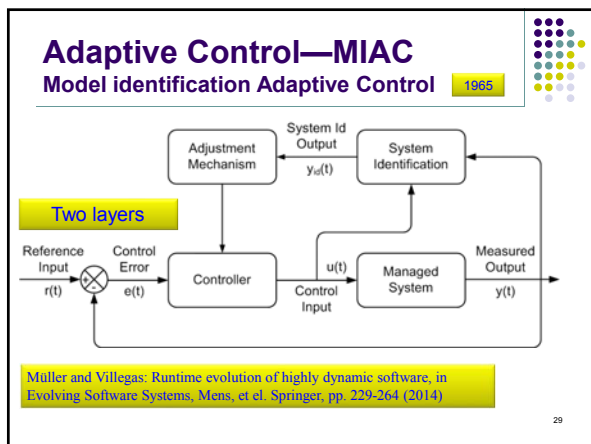 Adaptive Control—MIAC
Model identification Adaptive Control
1965
System Id
Output
y_id(t)
Adjustment
Mechanism
System
Identification
Two layers
Reference
Input
r(t)
+
-
Control
Error
e(t)
Controller
u(t)
Control
Input
Managed
System
Measured
Output
y(t)
Müller and Villegas: Runtime evolution of highly dynamic software, in
Evolving Software Systems, Mens, et el. Springer, pp. 229-264 (2014)
29